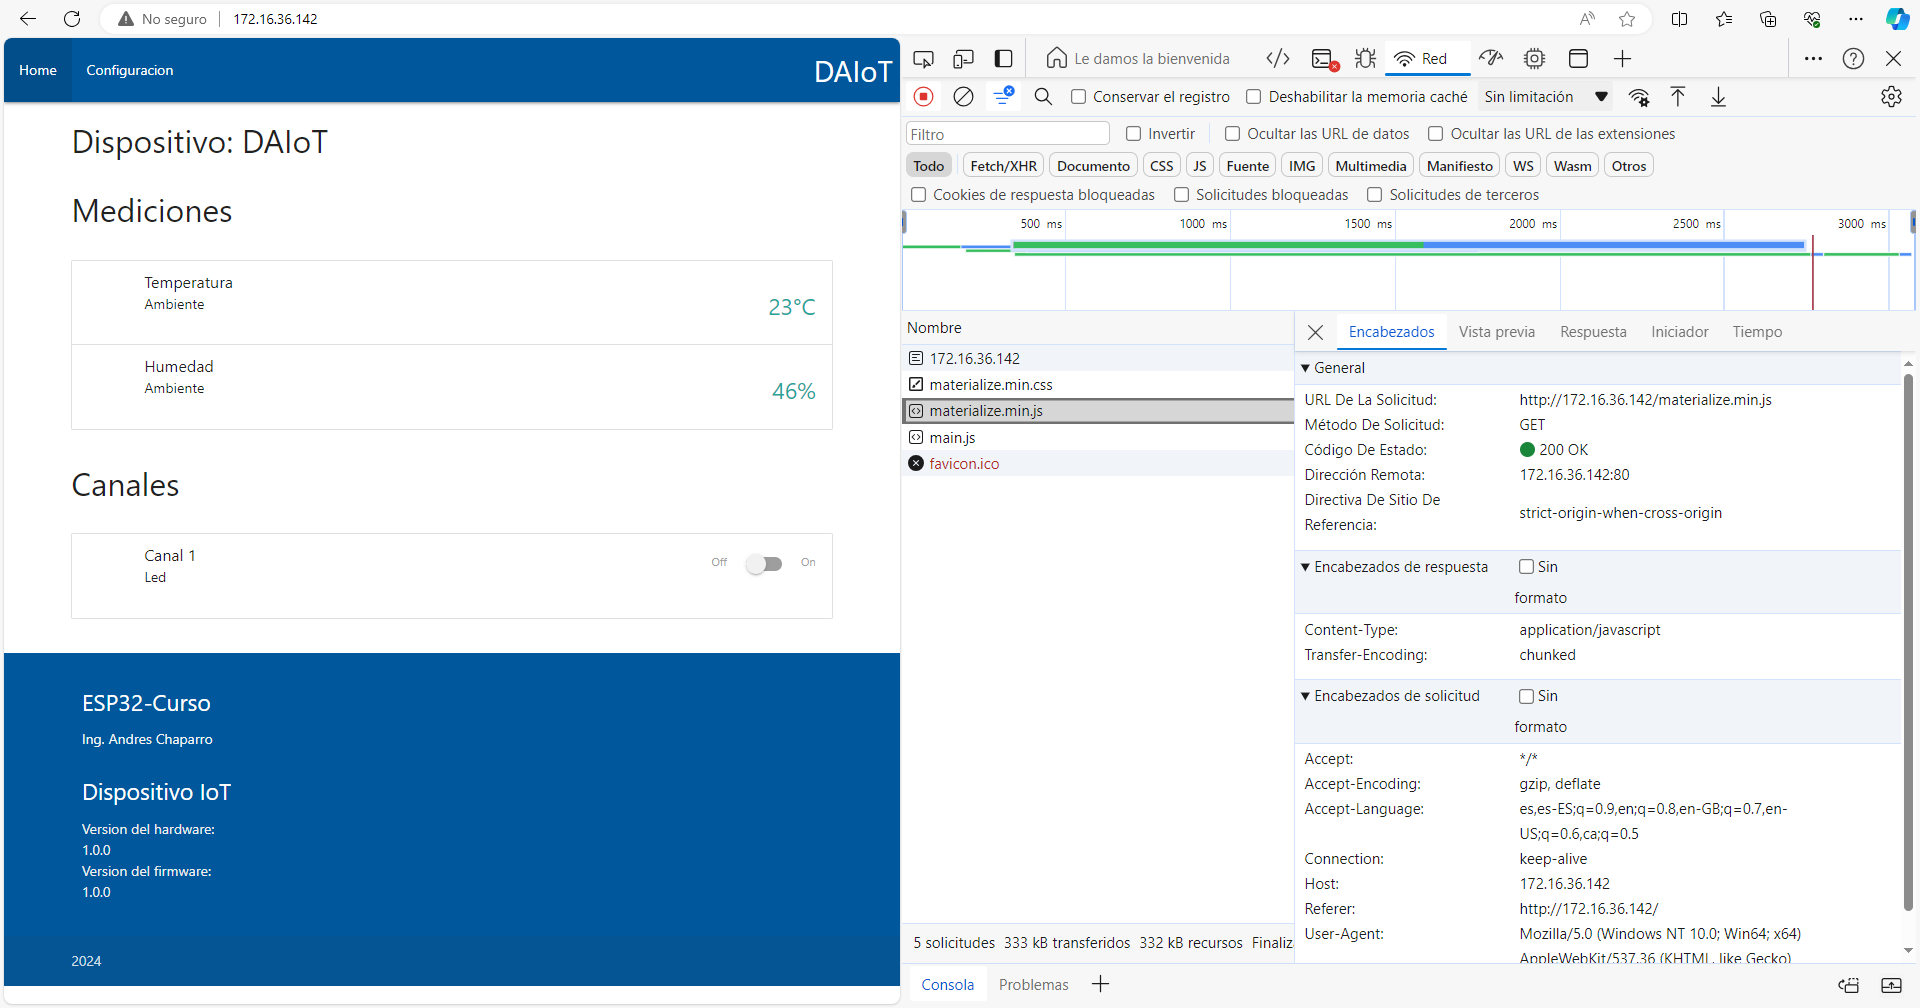 No seguro
172.16.36.142
Home
Configuracion
DAIoT
Dispositivo: DAIoT
Mediciones
Temperatura
Ambiente
23°C
Humedad
Ambiente
46%
Canales
Canal 1
Led
Off
On
ESP32-Curso
Ing. Andres Chaparro
Dispositivo IoT
Version del hardware:
1.0.0
Version del firmware:
1.0.0
2024
Le damos la bienvenida
Red
Conservar el registro
Deshabilitar la memoria caché
Sin limitación
Filtro
Invertir
Ocultar las URL de datos
Ocultar las URL de las extensiones
Todo
Fetch/XHR
Documento
CSS
JS
Fuente
IMG
Multimedia
Manifiesto
WS
Wasm
Otros
Cookies de respuesta bloqueadas
Solicitudes bloqueadas
Solicitudes de terceros
500 ms
1000 ms
1500 ms
2000 ms
2500 ms
3000 ms
Nombre
172.16.36.142
materialize.min.css
materialize.min.js
main.js
favicon.ico
5 solicitudes 333 kB transferidos 332 kB recursos Finaliz
Encabezados
Vista previa
Respuesta
Iniciador
Tiempo
General
URL De La Solicitud: http://172.16.36.142/materialize.min.js
Método De Solicitud: GET
Código De Estado: 200 OK
Dirección Remota: 172.16.36.142:80
Directiva De Sitio De
Referencia: strict-origin-when-cross-origin
Encabezados de respuesta
Sin
formato
Content-Type: application/javascript
Transfer-Encoding: chunked
Encabezados de solicitud
Sin
formato
Accept: */*
Accept-Encoding: gzip, deflate
Accept-Language: es,es-ES;q=0.9,en;q=0.8,en-GB;q=0.7,en-
US;q=0.6,ca;q=0.5
Connection: keep-alive
Host: 172.16.36.142
Referer: http://172.16.36.142/
User-Agent: Mozilla/5.0 (Windows NT 10.0; Win64; x64)
AppleWebKit/537.36 (KHTML, like Gecko)
Consola
Problemas